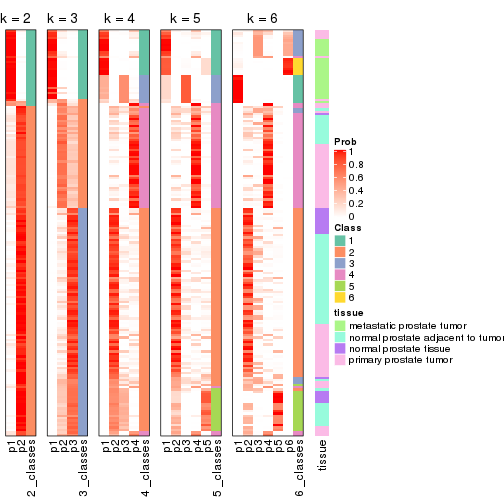 k = 2 k = 3 k = 4 k = 5 k = 6
Prob
1
0.8
0.6
0.4
0.2
0
Class
1
2
3
4
5
6
tissue
metastatic prostate tumor
normal prostate adjacent to tumor
normal prostate tissue
primary prostate tumor
p1 p2 2_classes p1 p2 p3 3_classes p1 p2 p3 p4 4_classes p1 p2 p3 p4 p5 5_classes p1 p2 p3 p4 p5 p6 6_classes tissue